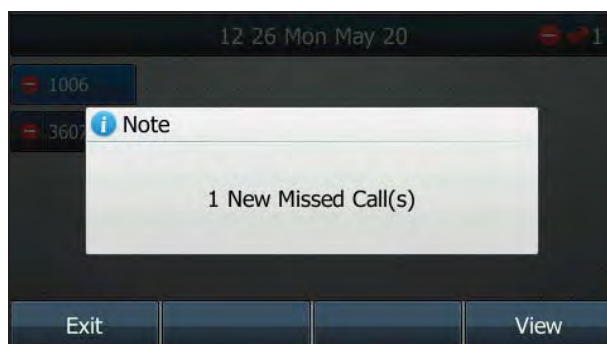 12 26 Mon May 20
1
1006
3607
Note
1 New Missed Call(s)
Exit
View